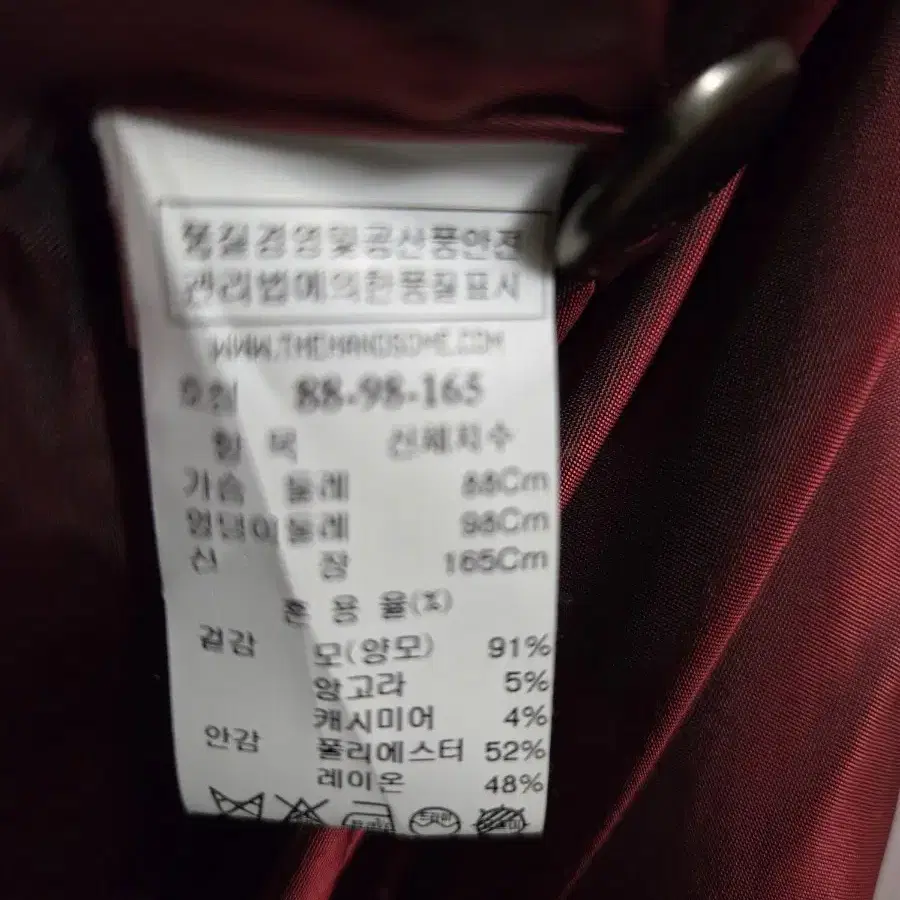 품질경영및공산품안전
관리법에의한품질표시
WWW.THEHANDSOME.COM
호칭 88-98-165
항 목 신체치수
가슴 둘레 88Cm
엉덩이둘레 98Cm
신 장 165Cm
혼 용 율(%)
겉감 모(양모) 91%
앙고라 5%
캐시미어 4%
안감 폴리에스터 52%
레이온 48%